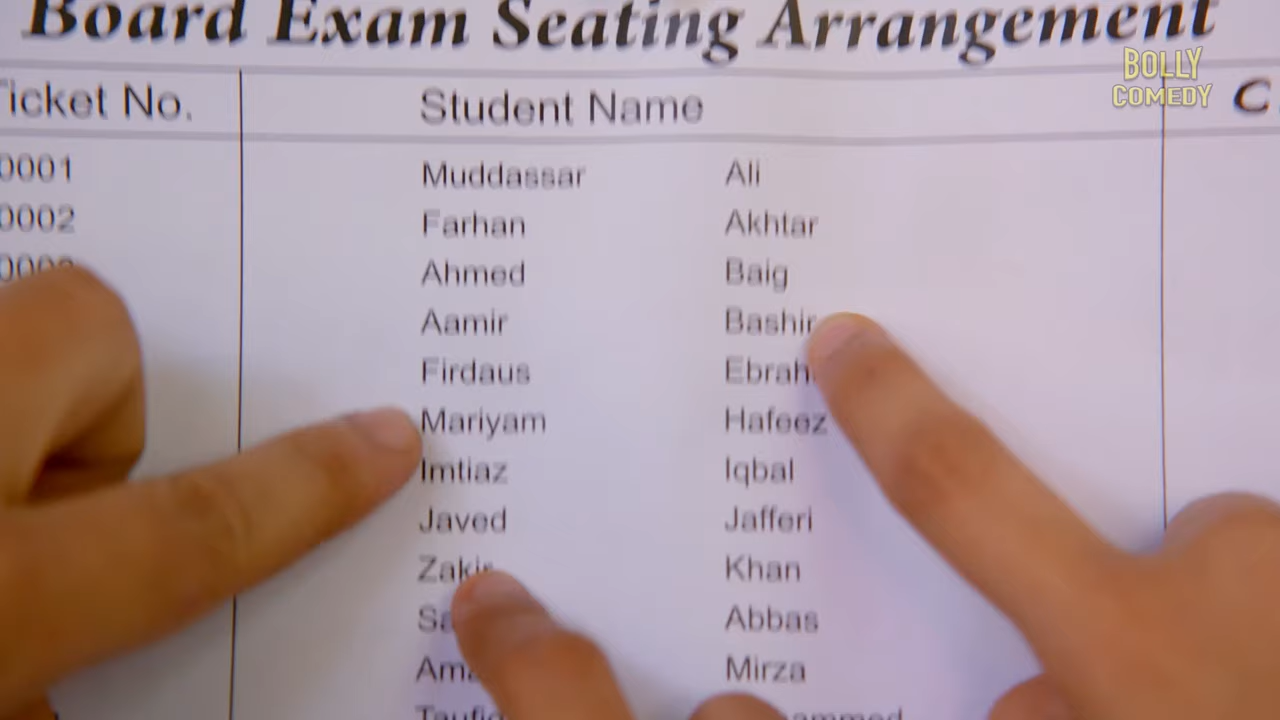 Board Exam Seating Arrangement
BOLLY
COMEDY
Ticket No. Student Name C
0001 Muddassar Ali
0002 Farhan Akhtar
Ahmed Baig
Aamir Bashir
Firdaus
Mariyam Hafeez
Imtiaz Iqbal
Javed Jafferi
Zakir Khan
Abbas
Mirza